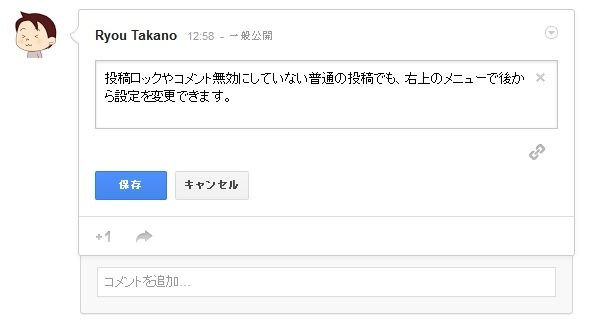 Ryou Takano 12:58 - 一般公開
投稿ロックやコメント無効にしていない普通の投稿でも、右上のメニューで後か
ら設定を変更できます。
保存 キャンセル
+1
コメントを追加...